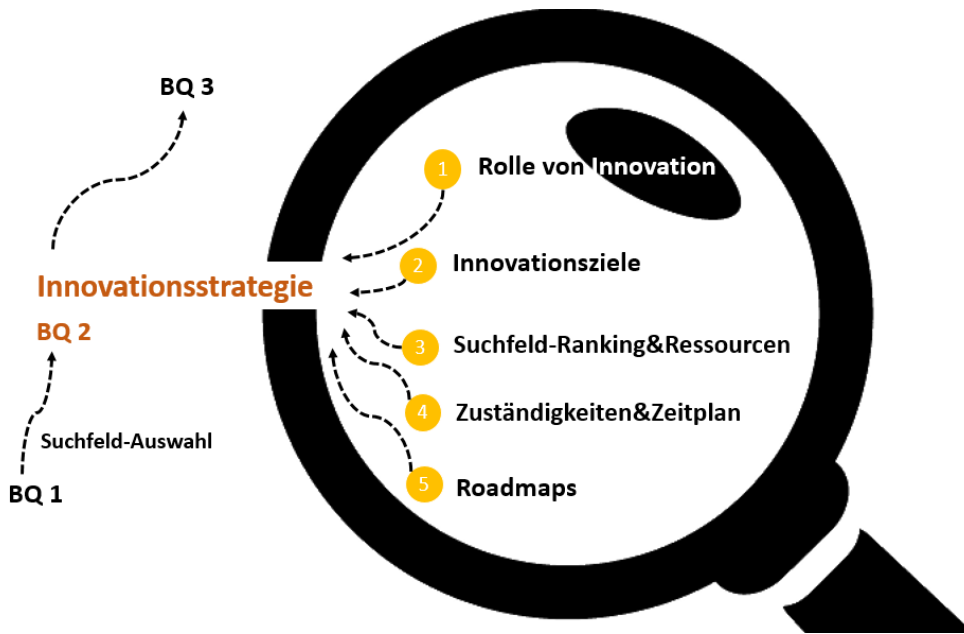 BQ 3
1 Rolle von Innovation
2 Innovationsziele
Innovationsstrategie
BQ 2
3 Suchfeld-Ranking&Ressourcen
4 Zuständigkeiten&Zeitplan
Suchfeld-Auswahl
5 Roadmaps
BQ 1